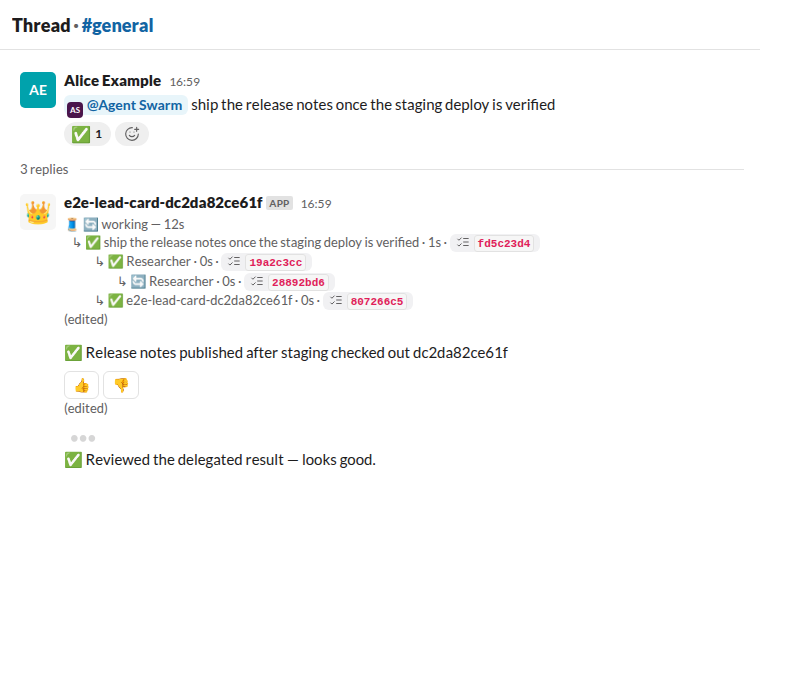 Thread · #general
AE
Alice Example 16:59
AS @Agent Swarm ship the release notes once the staging deploy is verified
✅ 1
3 replies
e2e-lead-card-dc2da82ce61f APP 16:59
🧵 🔄 working — 12s
↳ ✅ ship the release notes once the staging deploy is verified · 1s · fd5c23d4
↳ ✅ Researcher · 0s · 19a2c3cc
↳ 🔄 Researcher · 0s · 28892bd6
↳ ✅ e2e-lead-card-dc2da82ce61f · 0s · 807266c5
(edited)
✅ Release notes published after staging checked out dc2da82ce61f
👍 👎
(edited)
✅ Reviewed the delegated result — looks good.